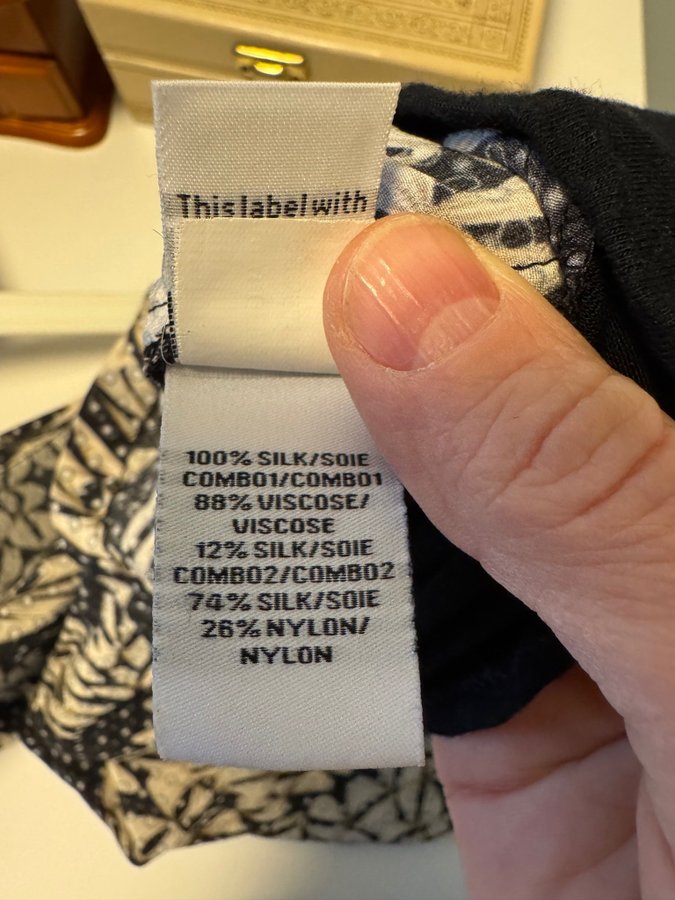 This label with
100% SILK/SOIE
COMBO1/COMBO1
88% VISCOSE/
VISCOSE
12% SILK/SOIE
COMBO2/COMBO2
74% SILK/SOIE
26% NYLON/
NYLON